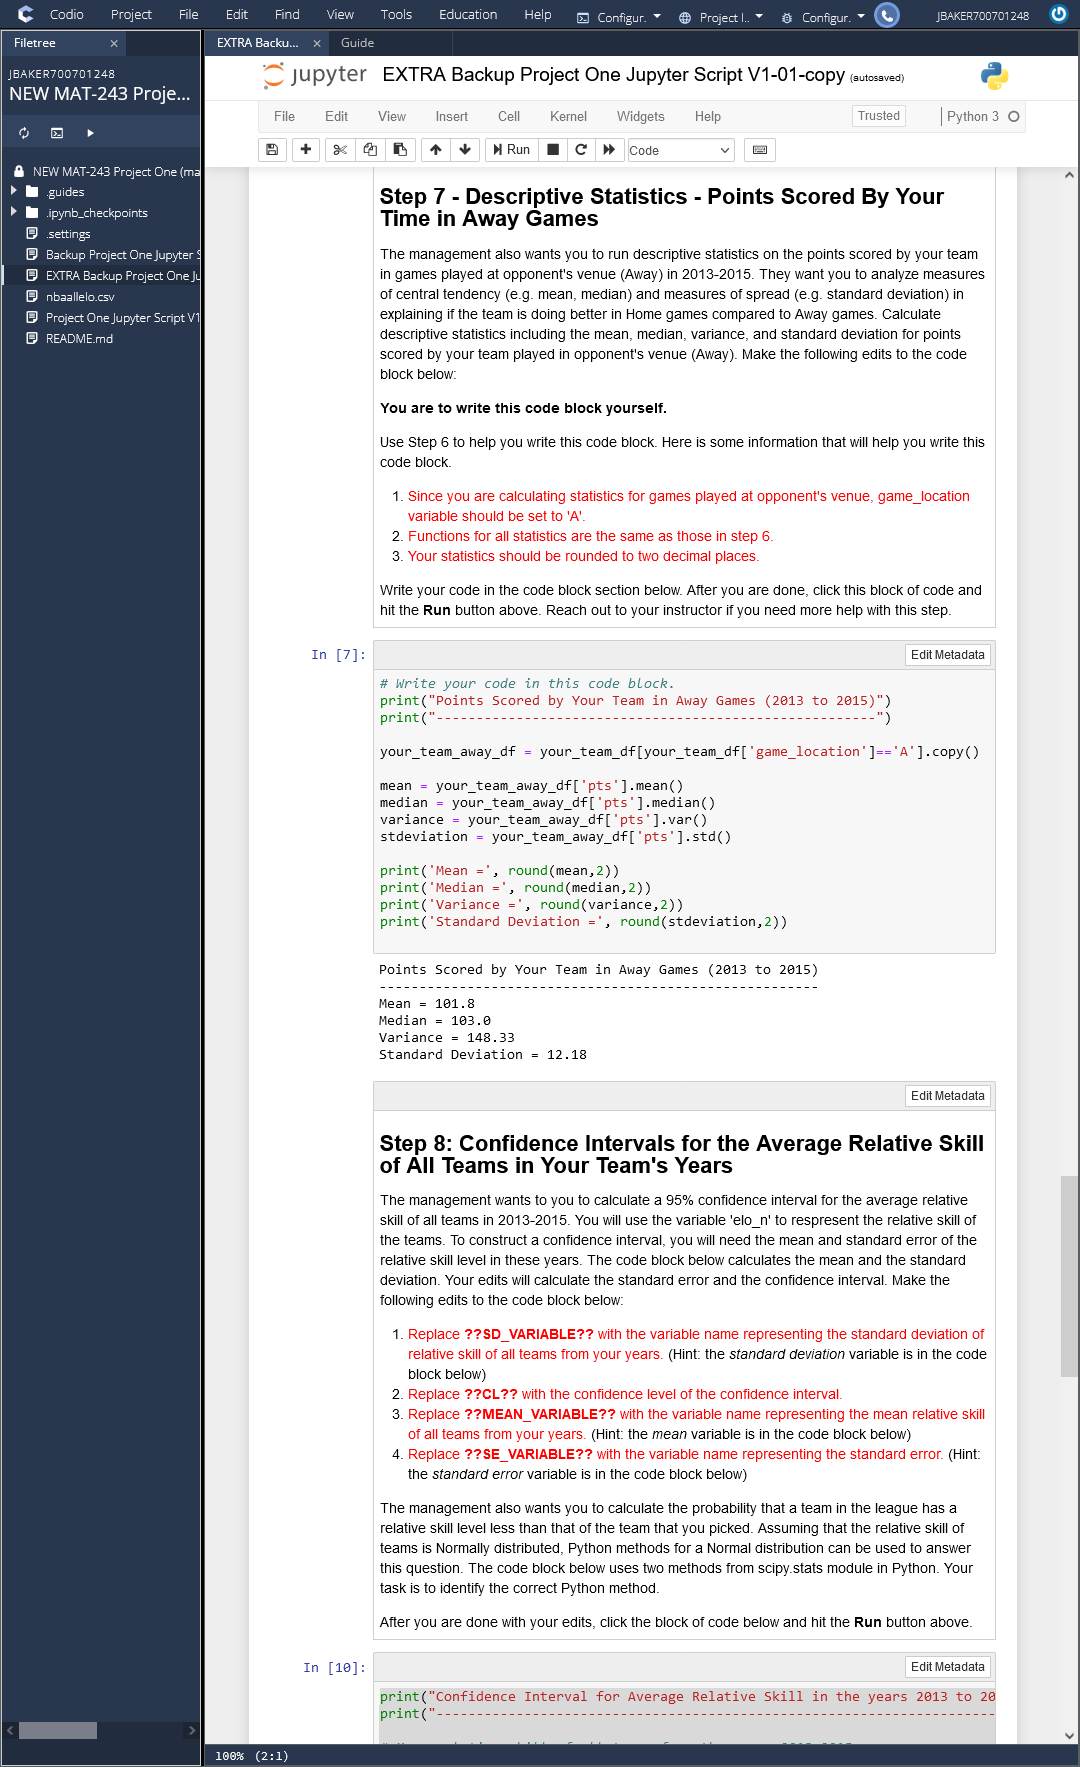 Codio Project File Edit Find View Tools Education Help Configur. Project I.. Configur. JBAKER700701248
Filetree × EXTRA Backu... × Guide
JBAKER700701248
NEW MAT-243 Proje...
NEW MAT-243 Project One (ma
.guides
.ipynb_checkpoints
.settings
Backup Project One Jupyter S
EXTRA Backup Project One Ju
nbaallelo.csv
Project One Jupyter Script V1
README.md
jupyter EXTRA Backup Project One Jupyter Script V1-01-copy (autosaved)
File Edit View Insert Cell Kernel Widgets Help Trusted Python 3
Run Code
Step 7 - Descriptive Statistics - Points Scored By Your
Time in Away Games
The management also wants you to run descriptive statistics on the points scored by your team
in games played at opponent's venue (Away) in 2013-2015. They want you to analyze measures
of central tendency (e.g. mean, median) and measures of spread (e.g. standard deviation) in
explaining if the team is doing better in Home games compared to Away games. Calculate
descriptive statistics including the mean, median, variance, and standard deviation for points
scored by your team played in opponent's venue (Away). Make the following edits to the code
block below:
You are to write this code block yourself.
Use Step 6 to help you write this code block. Here is some information that will help you write this
code block.
1. Since you are calculating statistics for games played at opponent's venue, game_location
variable should be set to 'A'.
2. Functions for all statistics are the same as those in step 6.
3. Your statistics should be rounded to two decimal places.
Write your code in the code block section below. After you are done, click this block of code and
hit the Run button above. Reach out to your instructor if you need more help with this step.
In [7]: Edit Metadata
# Write your code in this code block.
print("Points Scored by Your Team in Away Games (2013 to 2015)")
print("-------------------------------------------------------")
your_team_away_df = your_team_df[your_team_df['game_location']=='A'].copy()
mean = your_team_away_df['pts'].mean()
median = your_team_away_df['pts'].median()
variance = your_team_away_df['pts'].var()
stdeviation = your_team_away_df['pts'].std()
print('Mean =', round(mean,2))
print('Median =', round(median,2))
print('Variance =', round(variance,2))
print('Standard Deviation =', round(stdeviation,2))
Points Scored by Your Team in Away Games (2013 to 2015)
-------------------------------------------------------
Mean = 101.8
Median = 103.0
Variance = 148.33
Standard Deviation = 12.18
Edit Metadata
Step 8: Confidence Intervals for the Average Relative Skill
of All Teams in Your Team's Years
The management wants to you to calculate a 95% confidence interval for the average relative
skill of all teams in 2013-2015. You will use the variable 'elo_n' to respresent the relative skill of
the teams. To construct a confidence interval, you will need the mean and standard error of the
relative skill level in these years. The code block below calculates the mean and the standard
deviation. Your edits will calculate the standard error and the confidence interval. Make the
following edits to the code block below:
1. Replace ??SD_VARIABLE?? with the variable name representing the standard deviation of
relative skill of all teams from your years. (Hint: the standard deviation variable is in the code
block below)
2. Replace ??CL?? with the confidence level of the confidence interval.
3. Replace ??MEAN_VARIABLE?? with the variable name representing the mean relative skill
of all teams from your years. (Hint: the mean variable is in the code block below)
4. Replace ??SE_VARIABLE?? with the variable name representing the standard error. (Hint:
the standard error variable is in the code block below)
The management also wants you to calculate the probability that a team in the league has a
relative skill level less than that of the team that you picked. Assuming that the relative skill of
teams is Normally distributed, Python methods for a Normal distribution can be used to answer
this question. The code block below uses two methods from scipy.stats module in Python. Your
task is to identify the correct Python method.
After you are done with your edits, click the block of code below and hit the Run button above.
In [10]: Edit Metadata
print("Confidence Interval for Average Relative Skill in the years 2013 to 20
print("----------------------------------------------------------------------
100% (2:1)